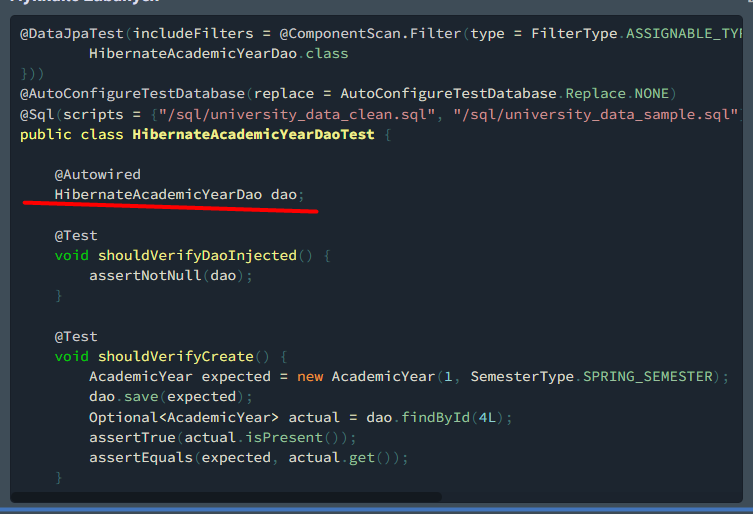 @DataJpaTest(includeFilters = @ComponentScan.Filter(type = FilterType.ASSIGNABLE_TYP
HibernateAcademicYearDao.class
}))
@AutoConfigureTestDatabase(replace = AutoConfigureTestDatabase.Replace.NONE)
@Sql(scripts = {"/sql/university_data_clean.sql", "/sql/university_data_sample.sql"
public class HibernateAcademicYearDaoTest {
@Autowired
HibernateAcademicYearDao dao;
@Test
void shouldVerifyDaoInjected() {
assertNotNull(dao);
}
@Test
void shouldVerifyCreate() {
AcademicYear expected = new AcademicYear(1, SemesterType.SPRING_SEMESTER);
dao.save(expected);
Optional<AcademicYear> actual = dao.findById(4L);
assertTrue(actual.isPresent());
assertEquals(expected, actual.get());
}